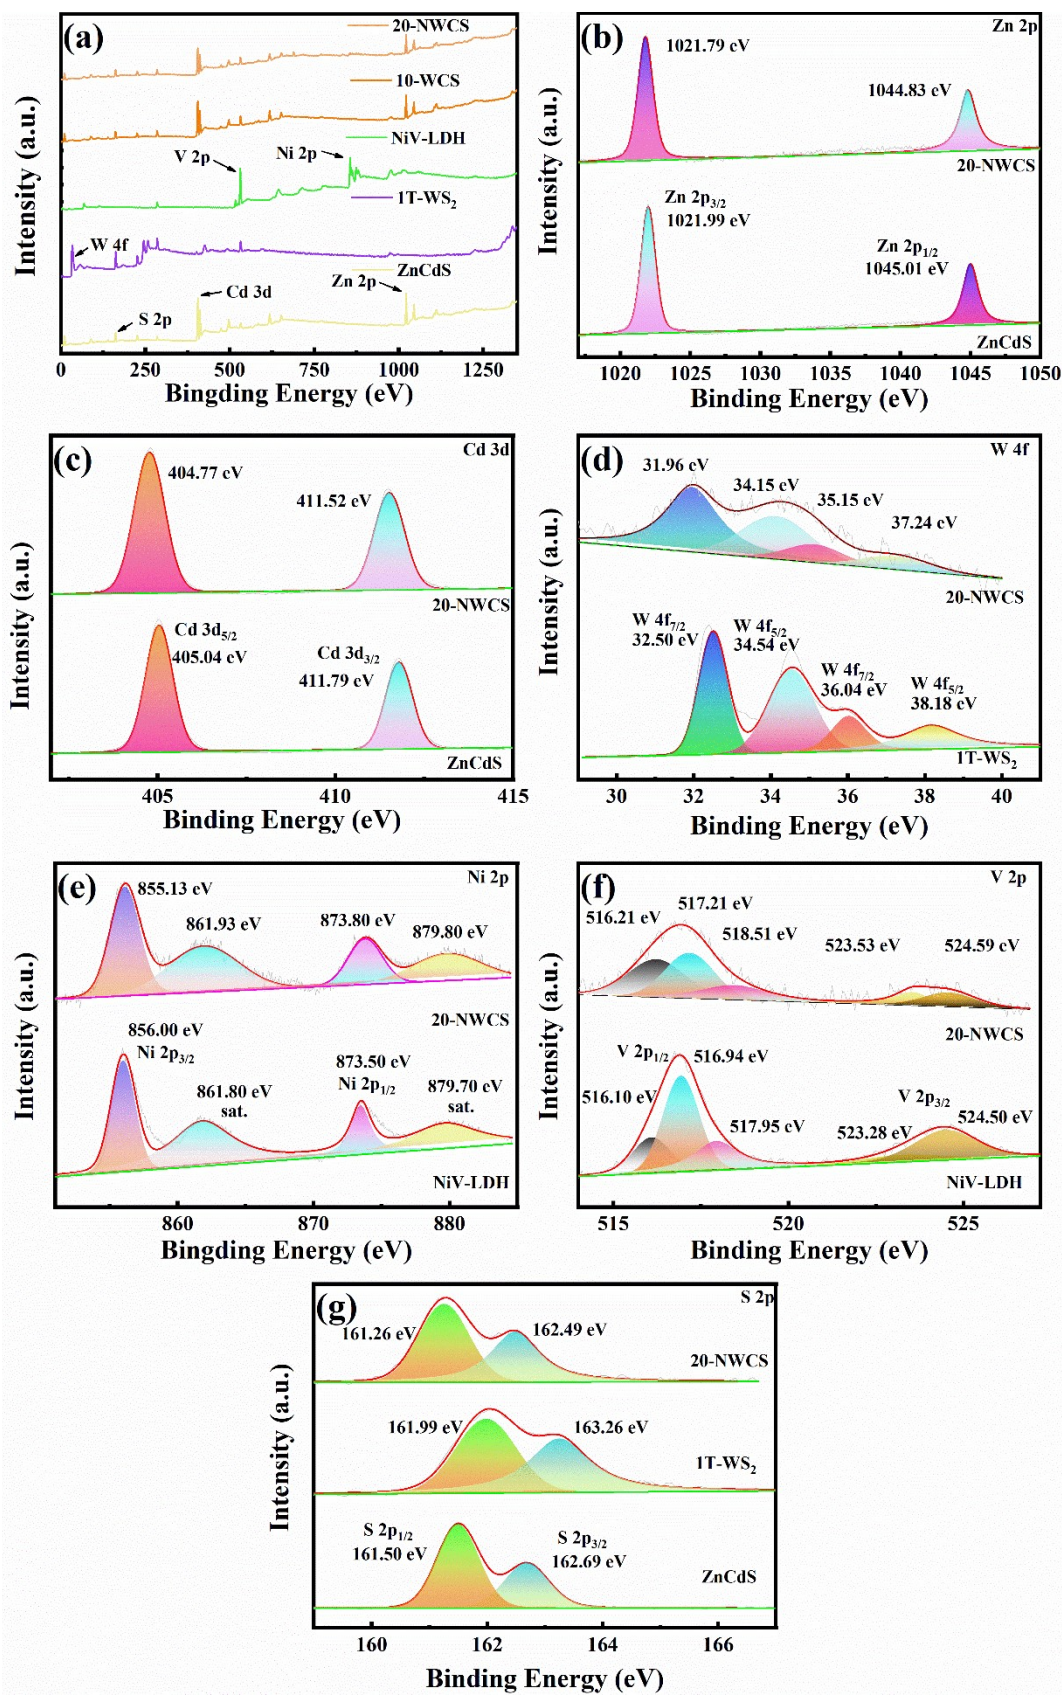 (a)
20-NWCS
10-WCS
NiV-LDH
V 2p
Ni 2p
1T-WS₂
W 4f
ZnCdS
Zn 2p
Cd 3d
S 2p
Intensity (a.u.)
0 250 500 750 1000 1250
Bingding Energy (eV)
(b)
Zn 2p
1021.79 eV
1044.83 eV
20-NWCS
Zn 2p₃/₂
1021.99 eV
Zn 2p₁/₂
1045.01 eV
ZnCdS
Intensity (a.u.)
1020 1025 1030 1035 1040 1045 1050
Binding Energy (eV)
(c)
Cd 3d
404.77 eV
411.52 eV
20-NWCS
Cd 3d₅/₂
405.04 eV
Cd 3d₃/₂
411.79 eV
ZnCdS
Intensity (a.u.)
405 410 415
Binding Energy (eV)
(d)
W 4f
31.96 eV
34.15 eV
35.15 eV
37.24 eV
20-NWCS
W 4f₇/₂
32.50 eV
W 4f₅/₂
34.54 eV
W 4f₇/₂
36.04 eV
W 4f₅/₂
38.18 eV
1T-WS₂
Intensity (a.u.)
30 32 34 36 38 40
Binding Energy (eV)
(e)
Ni 2p
855.13 eV
861.93 eV
873.80 eV
879.80 eV
20-NWCS
856.00 eV
Ni 2p₃/₂
861.80 eV
sat.
873.50 eV
Ni 2p₁/₂
879.70 eV
sat.
NiV-LDH
Intensity (a.u.)
860 870 880
Bingding Energy (eV)
(f)
V 2p
516.21 eV
517.21 eV
518.51 eV
523.53 eV
524.59 eV
20-NWCS
V 2p₁/₂
516.94 eV
516.10 eV
517.95 eV
V 2p₃/₂
523.28 eV
524.50 eV
NiV-LDH
Intensity (a.u.)
515 520 525
Binding Energy (eV)
(g)
S 2p
161.26 eV
162.49 eV
20-NWCS
161.99 eV
163.26 eV
1T-WS₂
S 2p₁/₂
161.50 eV
S 2p₃/₂
162.69 eV
ZnCdS
Intensity (a.u.)
160 162 164 166
Binding Energy (eV)